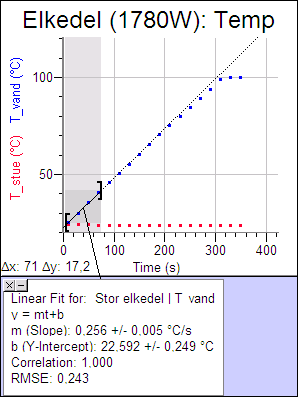 Elkedel (1780W): Temp
T_stue (°C) T_vand (°C)
100
50
0 100 200 300 400
Time (s)
Δx: 71 Δy: 17,2
Linear Fit for: Stor elkedel | T vand
y = mt+b
m (Slope): 0,256 +/- 0,005 °C/s
b (Y-Intercept): 22,592 +/- 0,249 °C
Correlation: 1,000
RMSE: 0,243